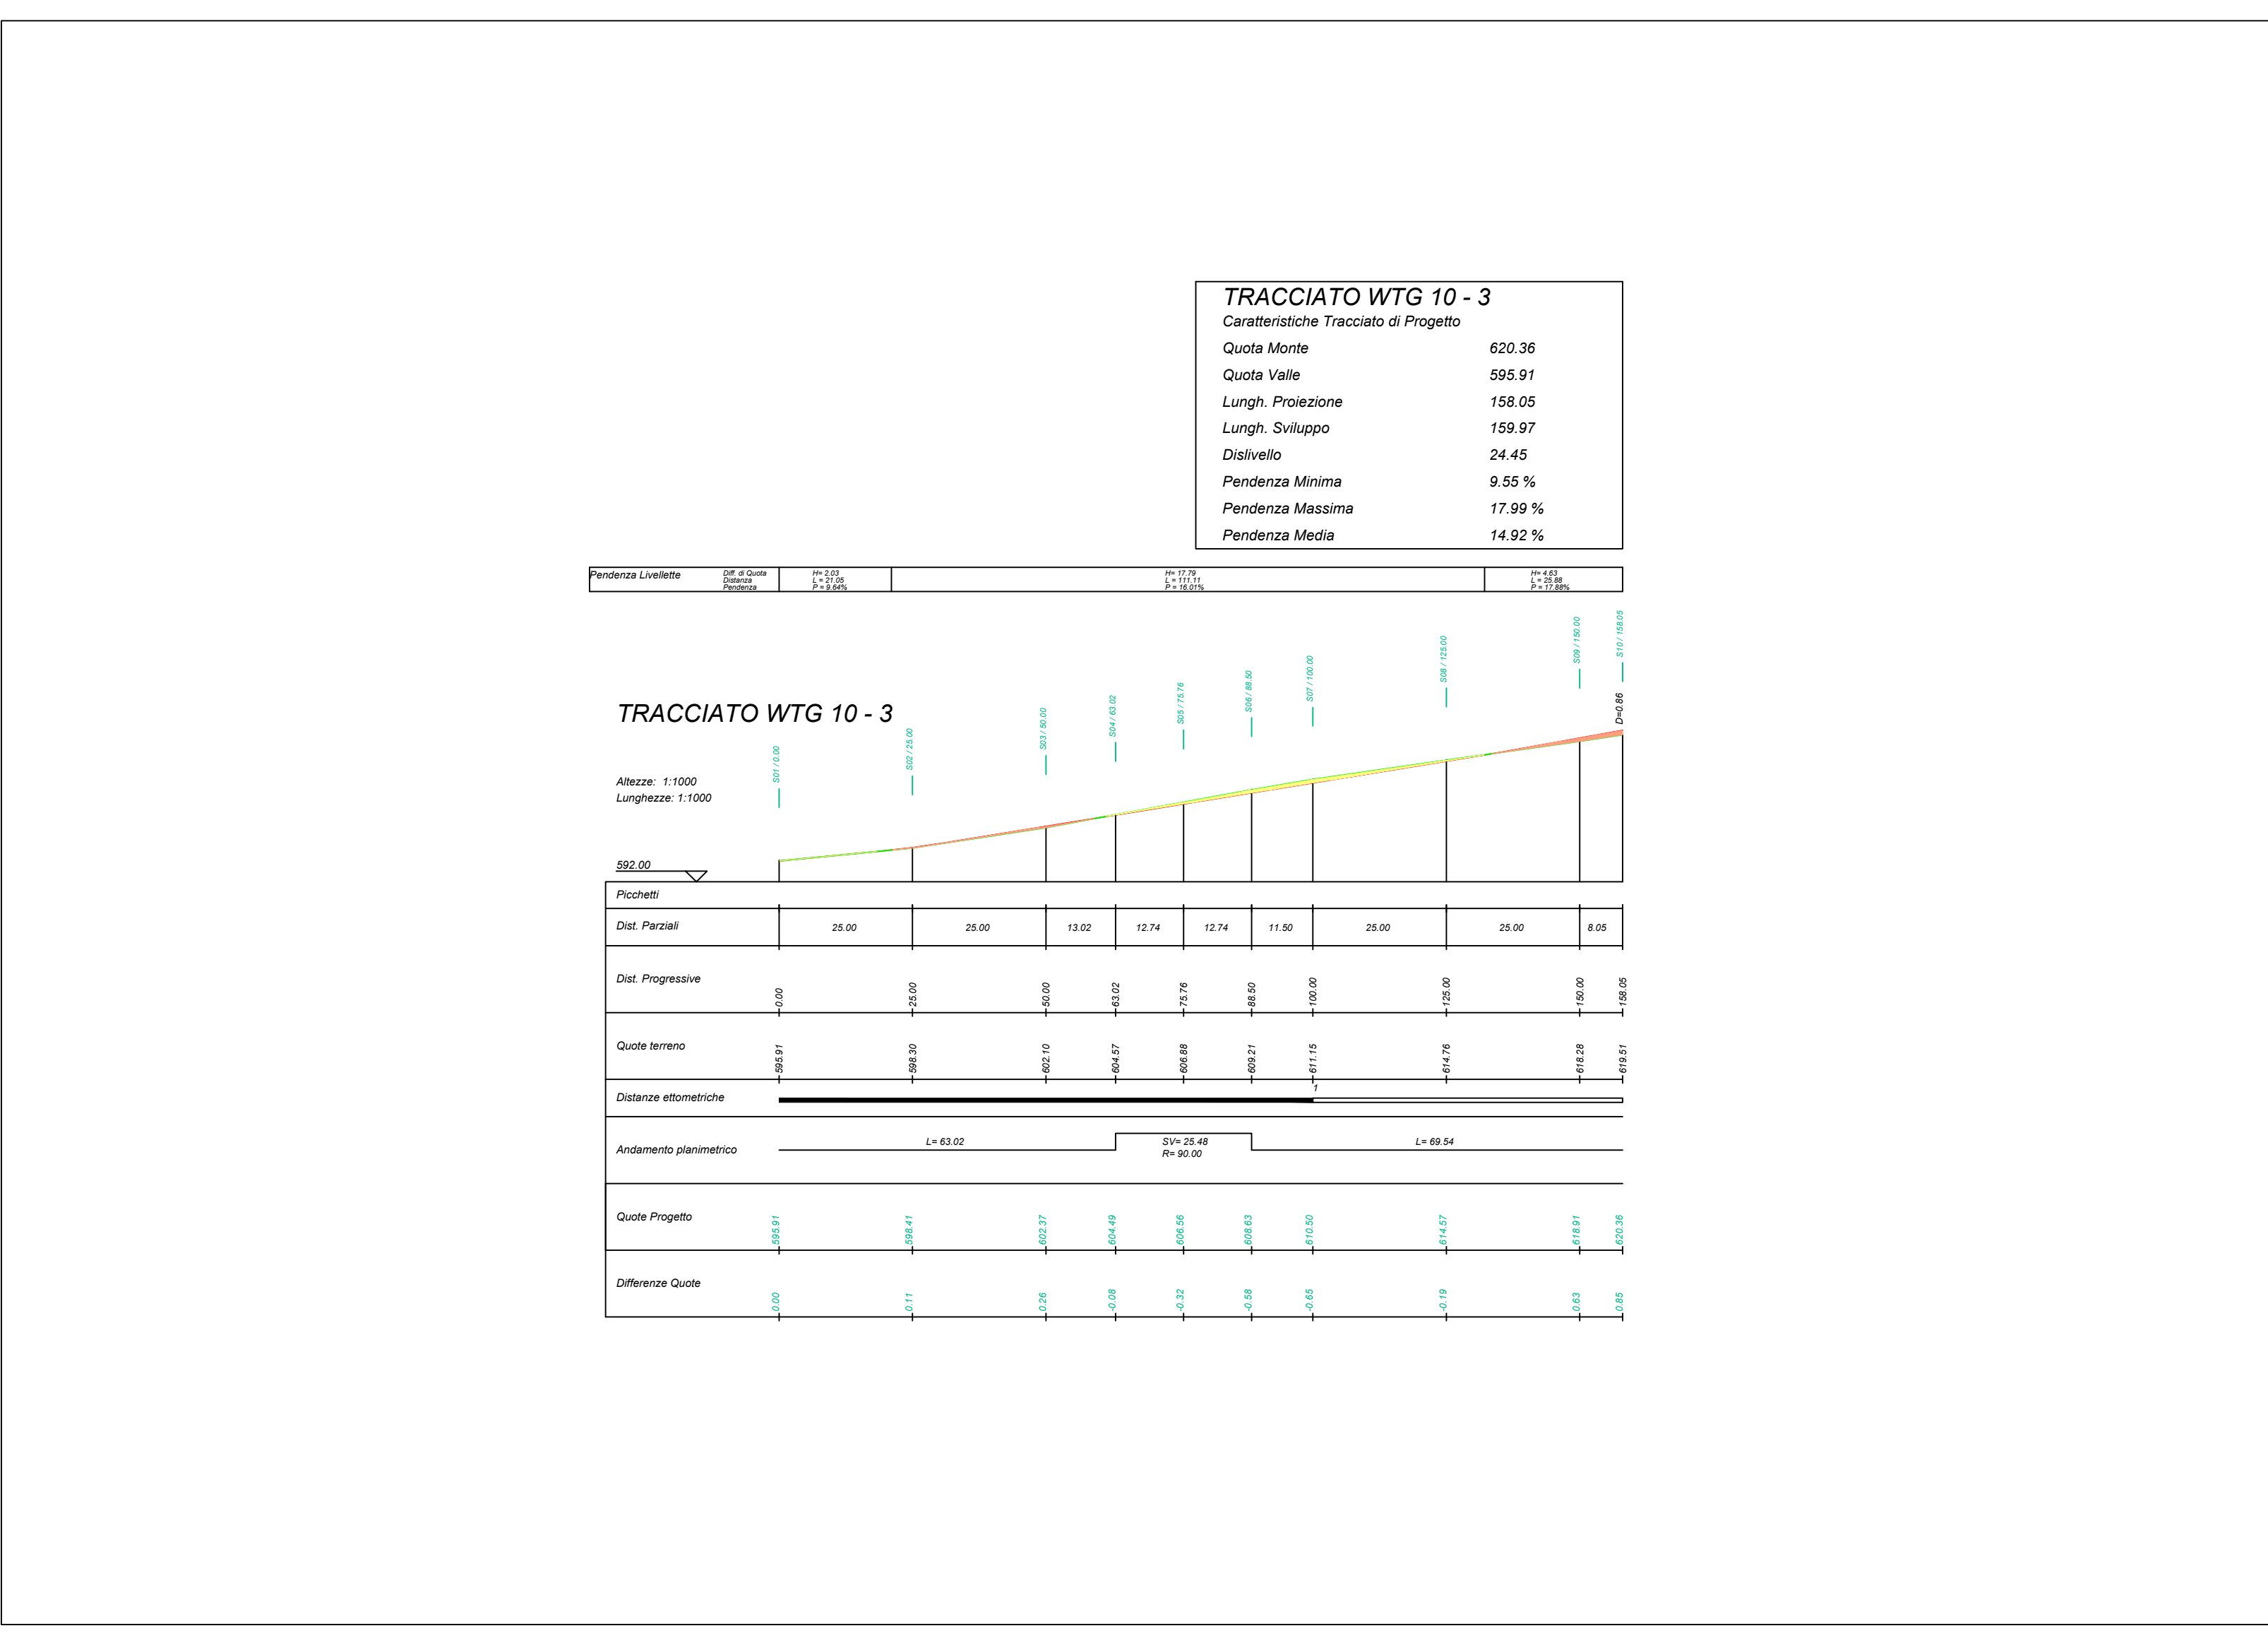 TRACCIATO WTG 10 - 3
Caratteristiche Tracciato di Progetto
Quota Monte 620.36
Quota Valle 595.91
Lungh. Proiezione 158.05
Lungh. Sviluppo 159.97
Dislivello 24.45
Pendenza Minima 9.55 %
Pendenza Massima 17.99 %
Pendenza Media 14.92 %
Pendenza Livellette
Diff. di Quota H= 2.03 H= 17.79 H= 4.63
Distanza L = 21.05 L = 111.11 L = 25.88
Pendenza P = 9.64% P = 16.01% P = 17.88%
S01 / 0.00 S02 / 25.00 S03 / 50.00 S04 / 63.02 S05 / 75.76 S06 / 88.50 S07 / 100.00 S08 / 125.00 S09 / 150.00 S10 / 158.05
D=0.86
TRACCIATO WTG 10 - 3
Altezze: 1:1000
Lunghezze: 1:1000
592.00
Picchetti
Dist. Parziali 25.00 25.00 13.02 12.74 12.74 11.50 25.00 25.00 8.05
Dist. Progressive 0.00 25.00 50.00 63.02 75.76 88.50 100.00 125.00 150.00 158.05
Quote terreno 595.91 598.30 602.10 604.57 606.88 609.21 611.15 614.76 618.28 619.51
Distanze ettometriche 1
Andamento planimetrico L= 63.02 SV= 25.48 L= 69.54
R= 90.00
Quote Progetto 595.91 598.41 602.37 604.49 606.56 608.63 610.50 614.57 618.91 620.36
Differenze Quote 0.00 0.11 0.26 -0.08 -0.32 -0.58 -0.65 -0.19 0.63 0.85